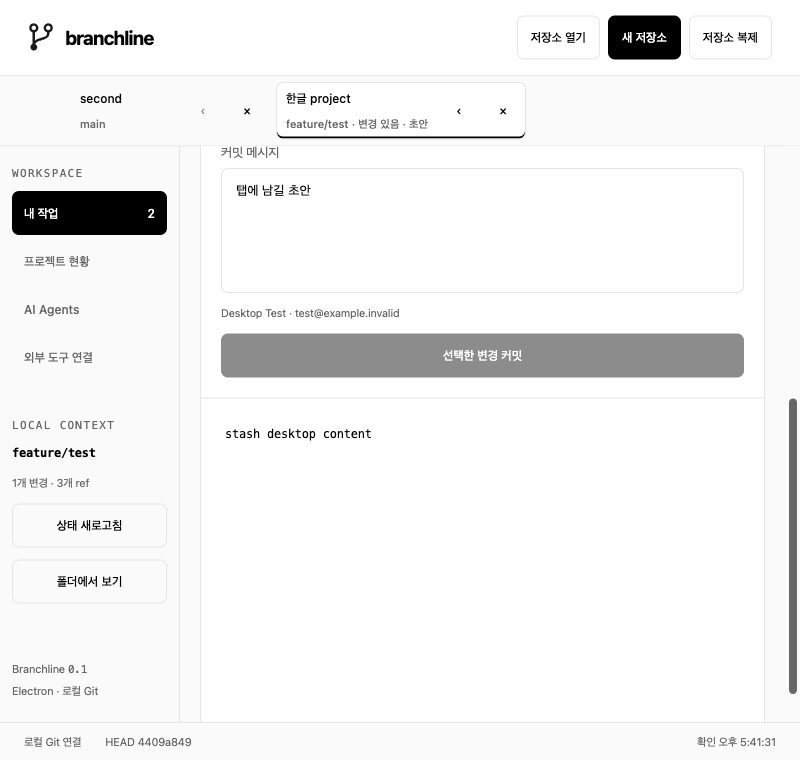 branchline
저장소 열기
새 저장소
저장소 복제
second
main
‹ ×
한글 project
feature/test · 변경 있음 · 초안
‹ ×
WORKSPACE
내 작업 2
프로젝트 현황
AI Agents
외부 도구 연결
LOCAL CONTEXT
feature/test
1개 변경 · 3개 ref
상태 새로고침
폴더에서 보기
Branchline 0.1
Electron · 로컬 Git
커밋 메시지
탭에 남길 초안
Desktop Test · test@example.invalid
선택한 변경 커밋
stash desktop content
로컬 Git 연결
HEAD 4409a849
확인 오후 5:41:31